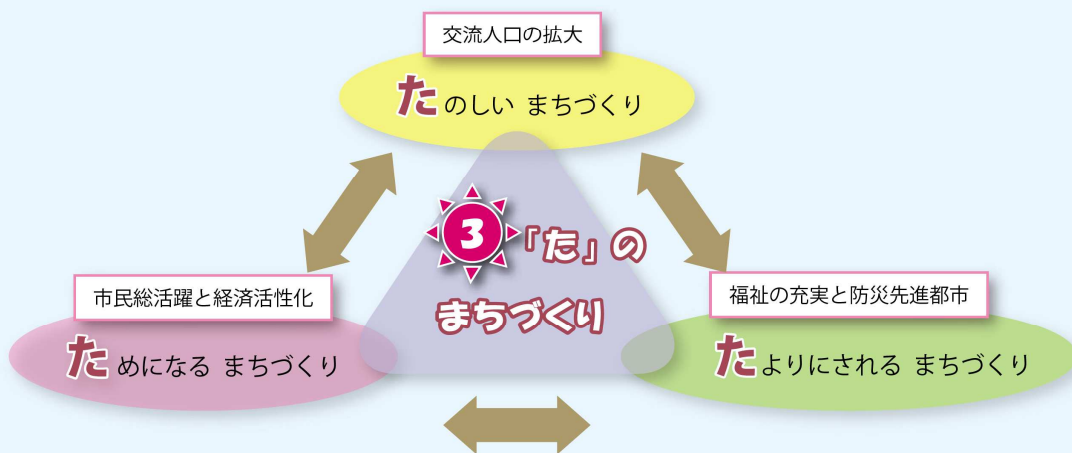 交流人口の拡大
たのしい まちづくり
3「た」の
まちづくり
市民総活躍と経済活性化
ためになる まちづくり
福祉の充実と防災先進都市
たよりにされる まちづくり